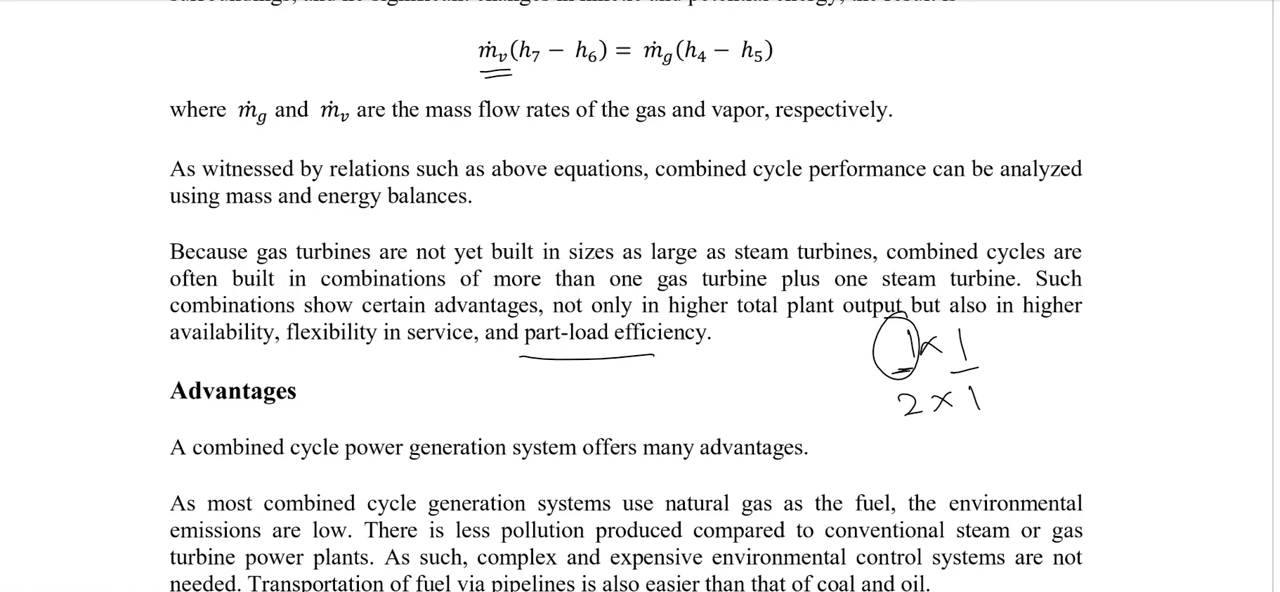 ṁᵥ(h₇ − h₆) = ṁg(h₄ − h₅)
where ṁg and ṁᵥ are the mass flow rates of the gas and vapor, respectively.
As witnessed by relations such as above equations, combined cycle performance can be analyzed
using mass and energy balances.
Because gas turbines are not yet built in sizes as large as steam turbines, combined cycles are
often built in combinations of more than one gas turbine plus one steam turbine. Such
combinations show certain advantages, not only in higher total plant output but also in higher
availability, flexibility in service, and part-load efficiency.
1 × 1
Advantages
2 × 1
A combined cycle power generation system offers many advantages.
As most combined cycle generation systems use natural gas as the fuel, the environmental
emissions are low. There is less pollution produced compared to conventional steam or gas
turbine power plants. As such, complex and expensive environmental control systems are not
needed. Transportation of fuel via pipelines is also easier than that of coal and oil.